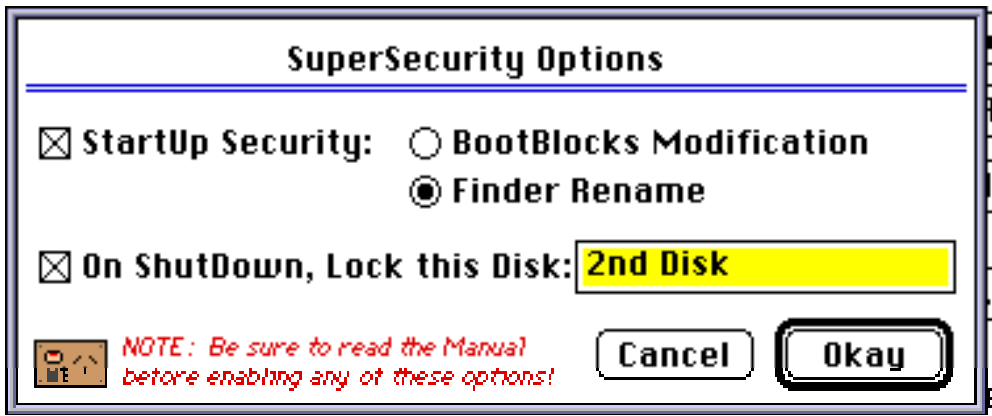 SuperSecurity Options
StartUp Security:
BootBlocks Modification
Finder Rename
On ShutDown, Lock this Disk: 2nd Disk
NOTE: Be sure to read the Manual
before enabling any of these options!
Cancel
Okay